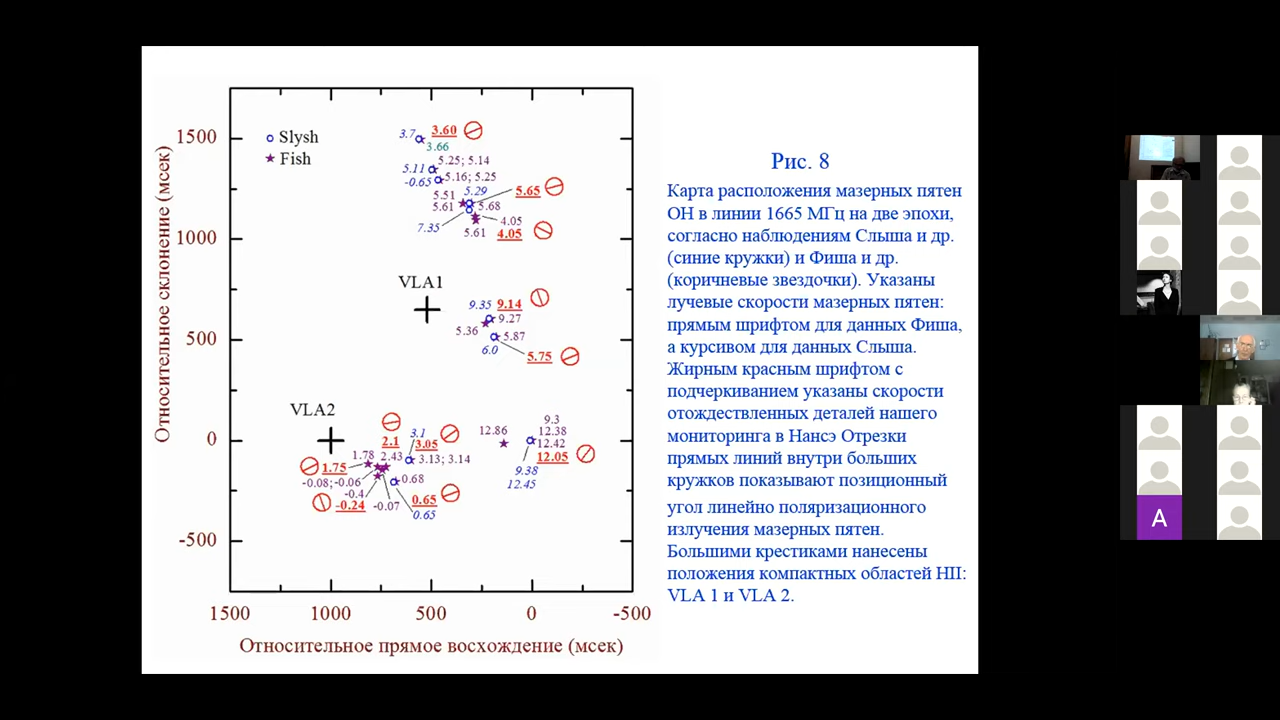 1500
1000
500
0
-500
Относительное склонение (мсек)
Slysh
Fish
3.7
3.60
3.66
5.11
5.25; 5.14
-0.65
5.16; 5.25
5.51
5.29
5.65
5.61
5.68
7.35
4.05
5.61
4.05
VLA1
9.35
9.14
9.27
5.36
5.87
6.0
5.75
VLA2
9.3
12.86
12.38
12.42
12.05
9.38
12.45
2.1
3.1
3.05
1.78
2.43
3.13; 3.14
1.75
-0.08; -0.06
-0.4
0.68
-0.24
-0.07
0.65
0.65
1500
1000
500
0
-500
Относительное прямое восхождение (мсек)
Рис. 8
Карта расположения мазерных пятен
ОН в линии 1665 МГц на две эпохи,
согласно наблюдениям Слыша и др.
(синие кружки) и Фиша и др.
(коричневые звездочки). Указаны
лучевые скорости мазерных пятен:
прямым шрифтом для данных Фиша,
а курсивом для данных Слыша.
Жирным красным шрифтом с
подчеркиванием указаны скорости
отождествленных деталей нашего
мониторинга в Нансэ Отрезки
прямых линий внутри больших
кружков показывают позиционный
угол линейно поляризационного
излучения мазерных пятен.
Большими крестиками нанесены
положения компактных областей HII:
VLA 1 и VLA 2.
A